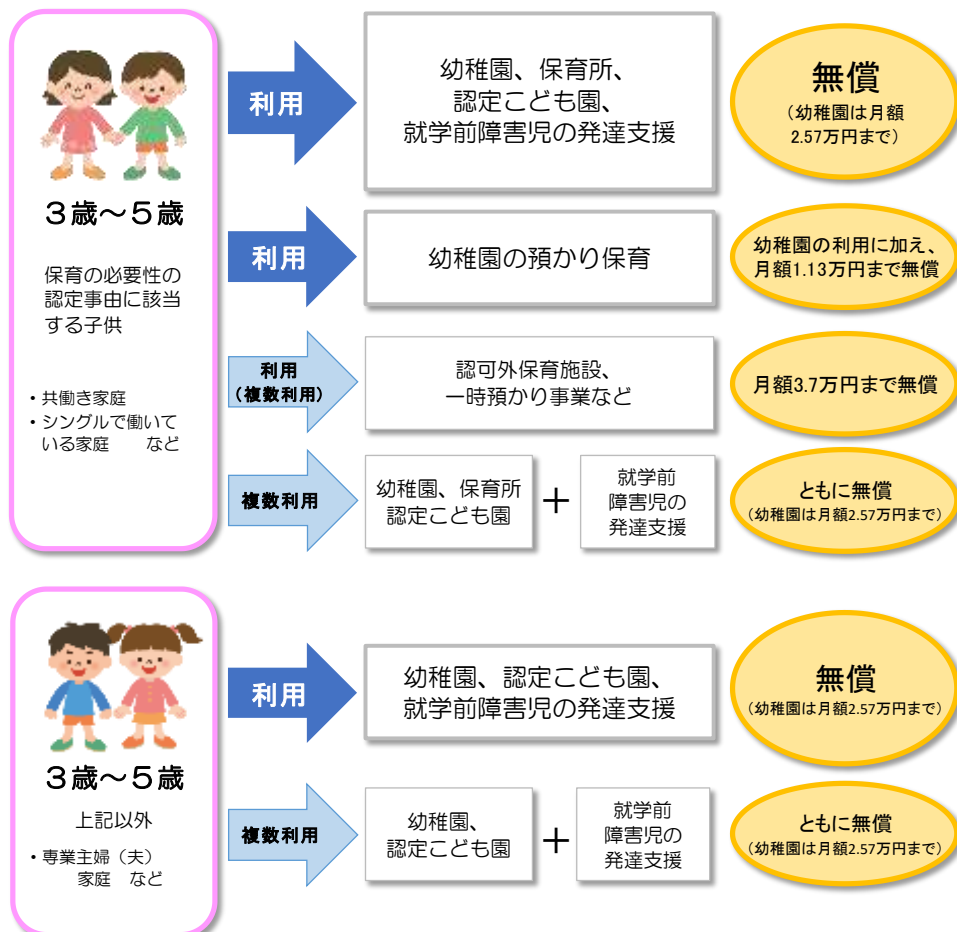 3歳～5歳
保育の必要性の
認定事由に該当
する子供
・共働き家庭
・シングルで働いて
いる家庭　　など
利用
幼稚園、保育所、
認定こども園、
就学前障害児の発達支援
無償
（幼稚園は月額
2.57万円まで）
利用
幼稚園の預かり保育
幼稚園の利用に加え、
月額1.13万円まで無償
利用
（複数利用）
認可外保育施設、
一時預かり事業など
月額3.7万円まで無償
複数利用
幼稚園、保育所
認定こども園
＋
就学前
障害児の
発達支援
ともに無償
（幼稚園は月額2.57万円まで）
3歳～5歳
上記以外
・専業主婦（夫）
家庭　など
利用
幼稚園、認定こども園、
就学前障害児の発達支援
無償
（幼稚園は月額2.57万円まで）
複数利用
幼稚園、
認定こども園
＋
就学前
障害児の
発達支援
ともに無償
（幼稚園は月額2.57万円まで）